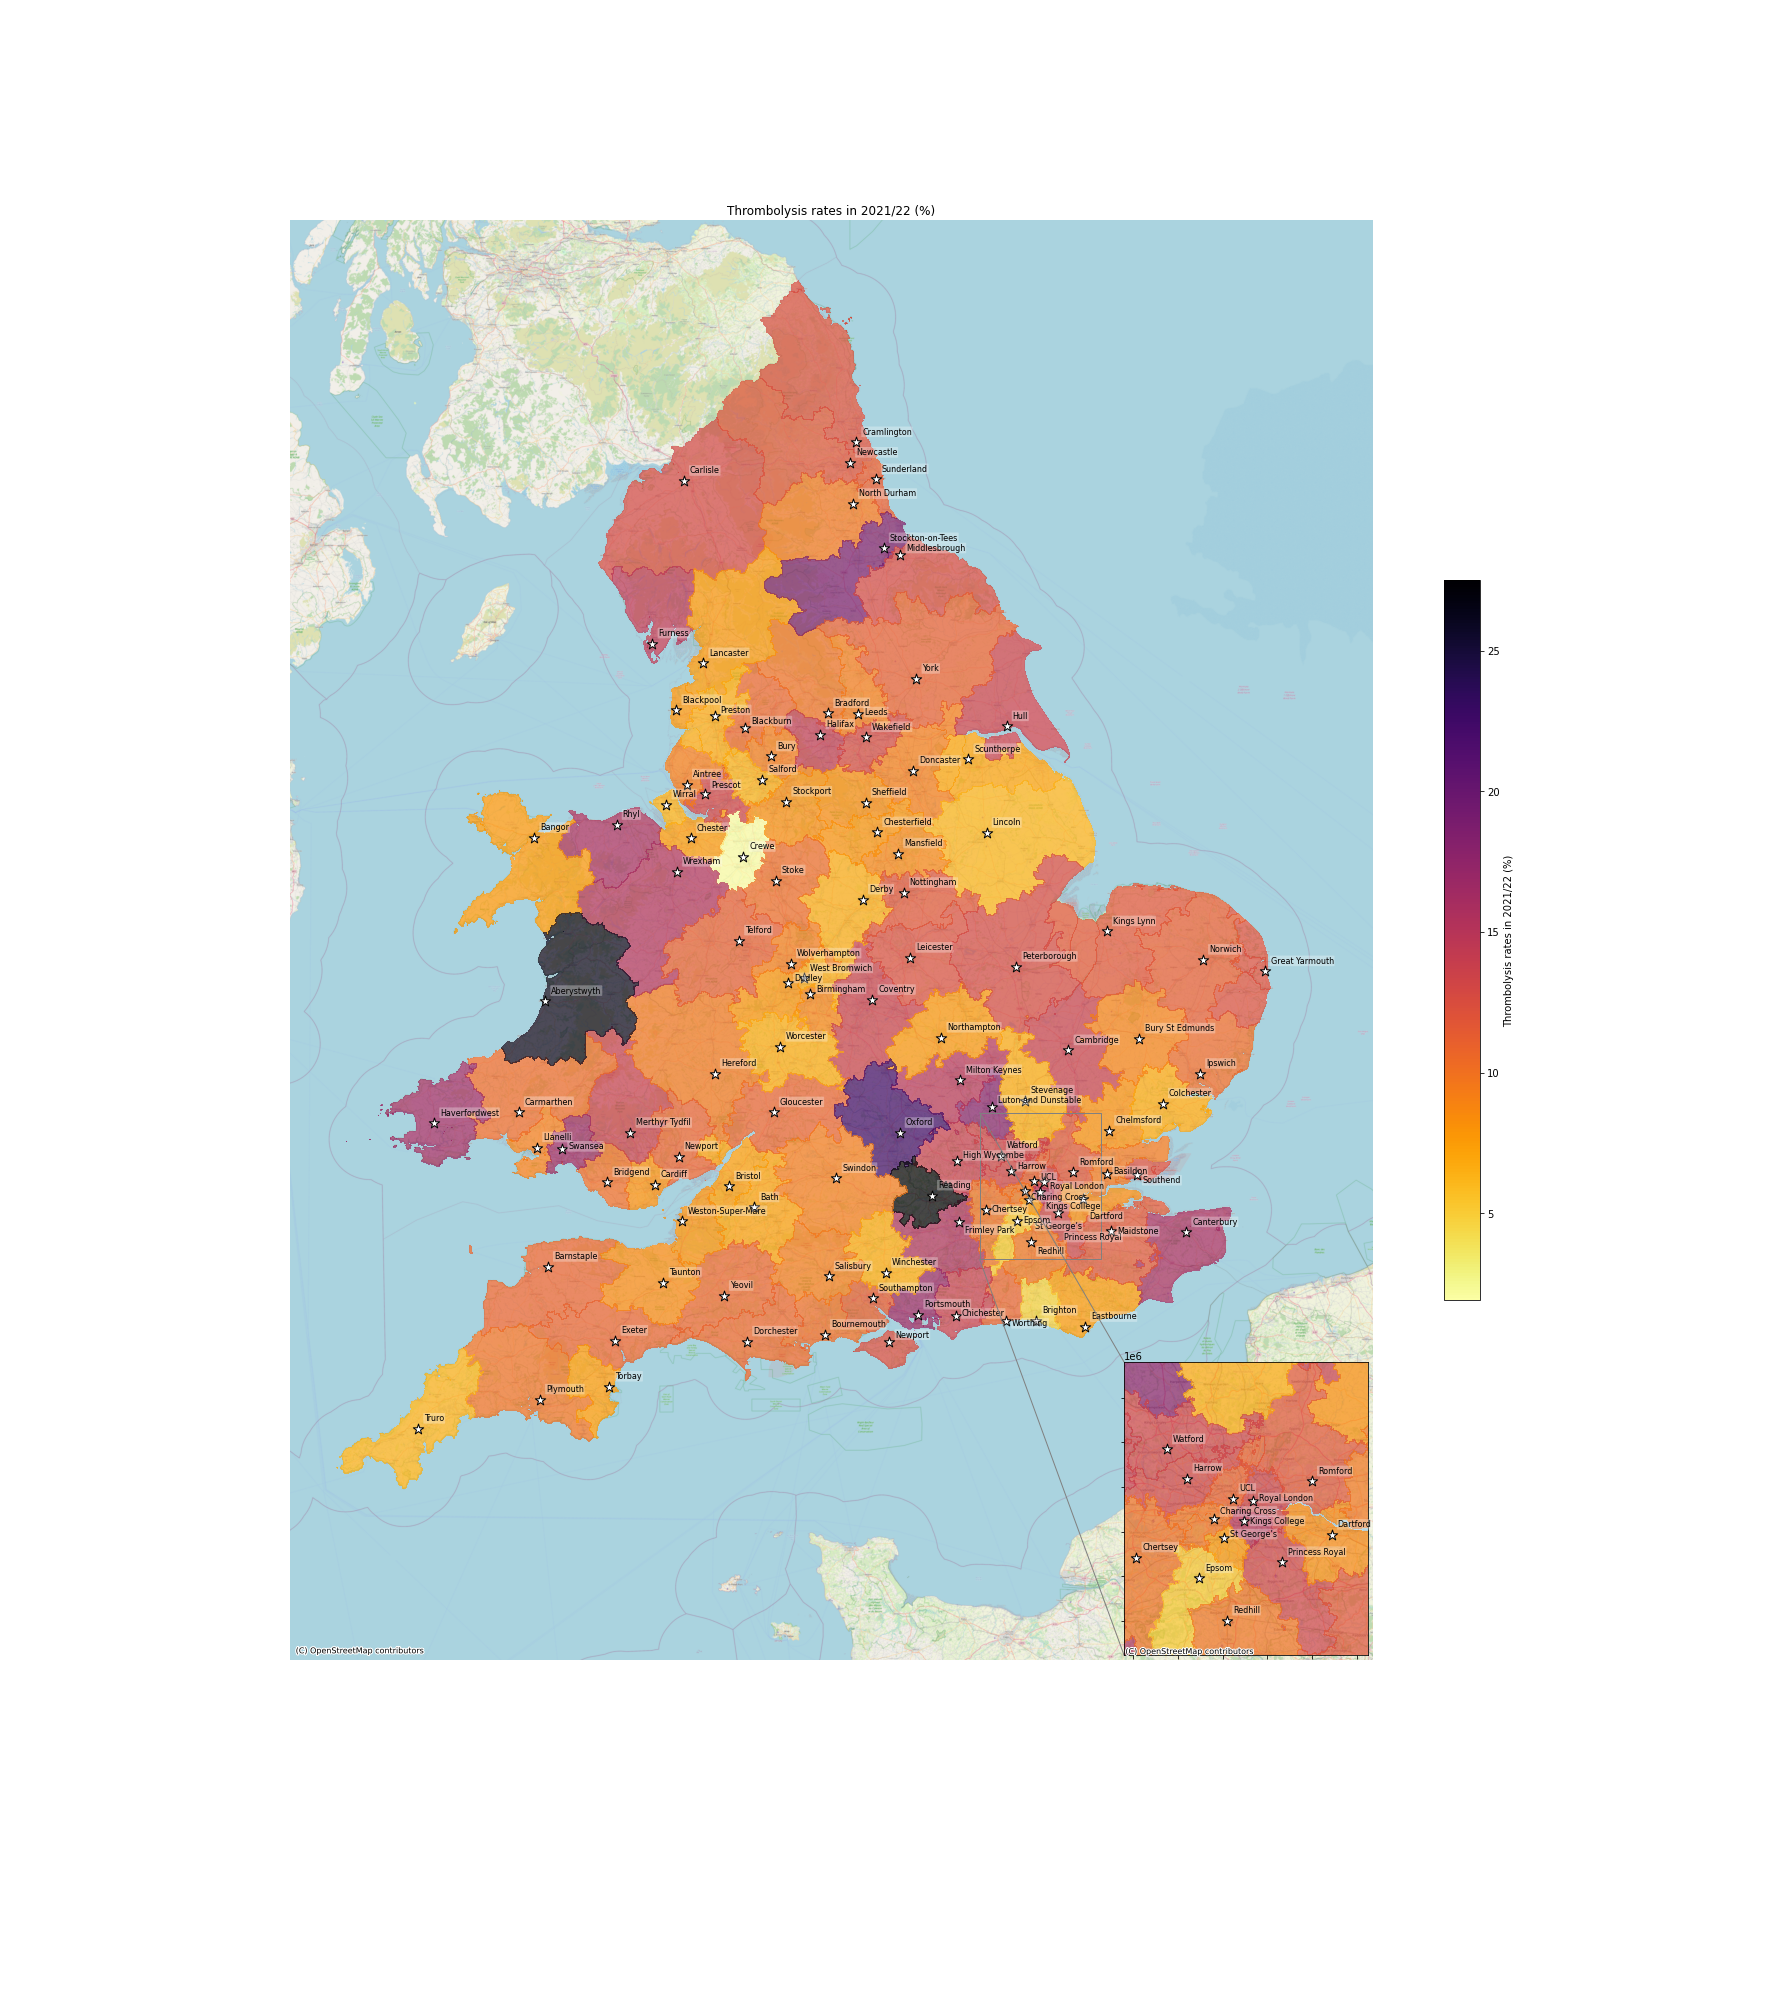 Thrombolysis rates in 2021/22 (%)
Cramlington
Newcastle
Carlisle
Sunderland
North Durham
Stockton-on-Tees
Middlesbrough
Furness
Lancaster
York
Blackpool
Preston
Bradford
Leeds
Blackburn
Halifax
Wakefield
Hull
Bury
Scunthorpe
Doncaster
Salford
Aintree
Prescot
Stockport
Sheffield
Wirral
Rhyl
Bangor
Chester
Chesterfield
Lincoln
Crewe
Mansfield
Wrexham
Stoke
Nottingham
Derby
Kings Lynn
Telford
Leicester
Norwich
Wolverhampton
Peterborough
Great Yarmouth
West Bromwich
Dudley
Birmingham
Coventry
Aberystwyth
Northampton
Bury St Edmunds
Worcester
Cambridge
Hereford
Milton Keynes
Ipswich
Stevenage
Luton and Dunstable
Colchester
Haverfordwest
Carmarthen
Gloucester
Merthyr Tydfil
Oxford
Chelmsford
Llanelli
Swansea
Newport
Watford
High Wycombe
Harrow
Romford
Basildon
Southend
Bridgend
Cardiff
Bristol
Swindon
Reading
UCL
Royal London
Bath
Charing Cross
Kings College
Weston-Super-Mare
Chertsey
Dartford
Epsom
St George's
Frimley Park
Maidstone
Canterbury
Princess Royal
Redhill
Barnstaple
Taunton
Salisbury
Winchester
Yeovil
Southampton
Portsmouth
Chichester
Worthing
Brighton
Eastbourne
Exeter
Dorchester
Bournemouth
Newport
Torbay
Plymouth
Truro
1e6
Watford
Harrow
Romford
UCL
Royal London
Charing Cross
Kings College
Dartford
St George's
Chertsey
Princess Royal
Epsom
Redhill
(C) OpenStreetMap contributors
(C) OpenStreetMap contributors
25
20
15
10
5
Thrombolysis rates in 2021/22 (%)